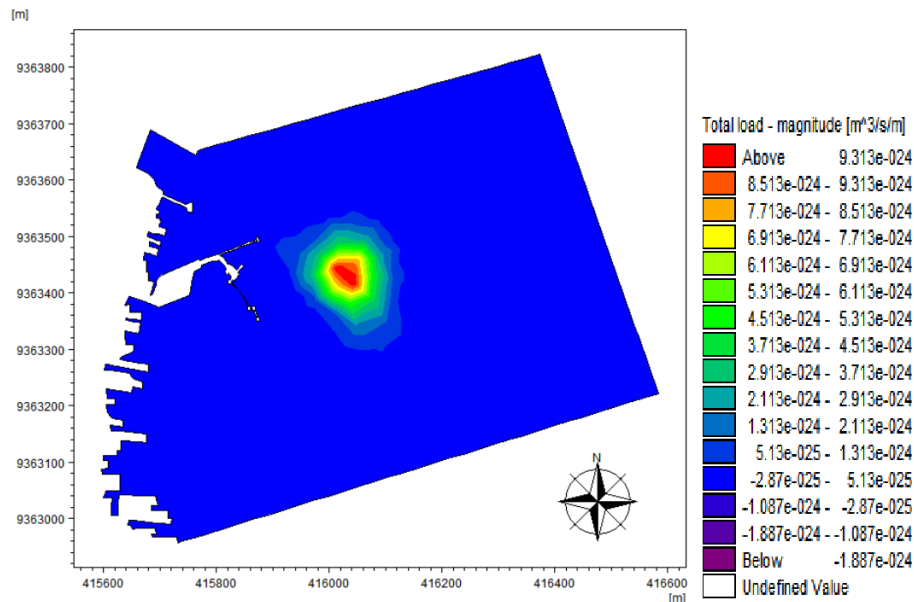 [m]
9363800
9363700
9363600
9363500
9363400
9363300
9363200
9363100
9363000
415600 415800 416000 416200 416400 416600
[m]
N
Total load - magnitude [m^3/s/m]
Above 9.313e-024
8.513e-024 - 9.313e-024
7.713e-024 - 8.513e-024
6.913e-024 - 7.713e-024
6.113e-024 - 6.913e-024
5.313e-024 - 6.113e-024
4.513e-024 - 5.313e-024
3.713e-024 - 4.513e-024
2.913e-024 - 3.713e-024
2.113e-024 - 2.913e-024
1.313e-024 - 2.113e-024
5.13e-025 - 1.313e-024
-2.87e-025 - 5.13e-025
-1.087e-024 - -2.87e-025
-1.887e-024 - -1.087e-024
Below -1.887e-024
Undefined Value